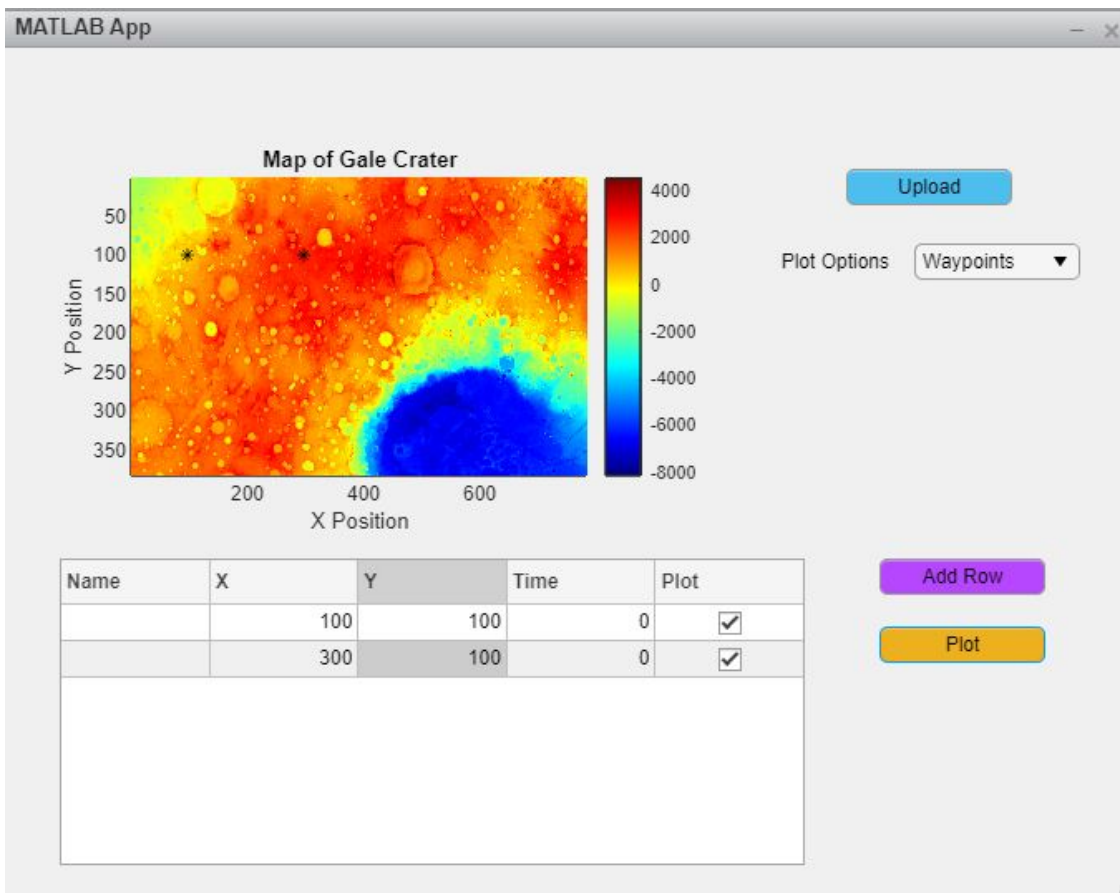 MATLAB App
Map of Gale Crater
Upload
Plot Options Waypoints
Y Position
50
100
150
200
250
300
350
200 400 600
X Position
4000
2000
0
-2000
-4000
-6000
-8000
Name X Y Time Plot
100 100 0
300 100 0
Add Row
Plot